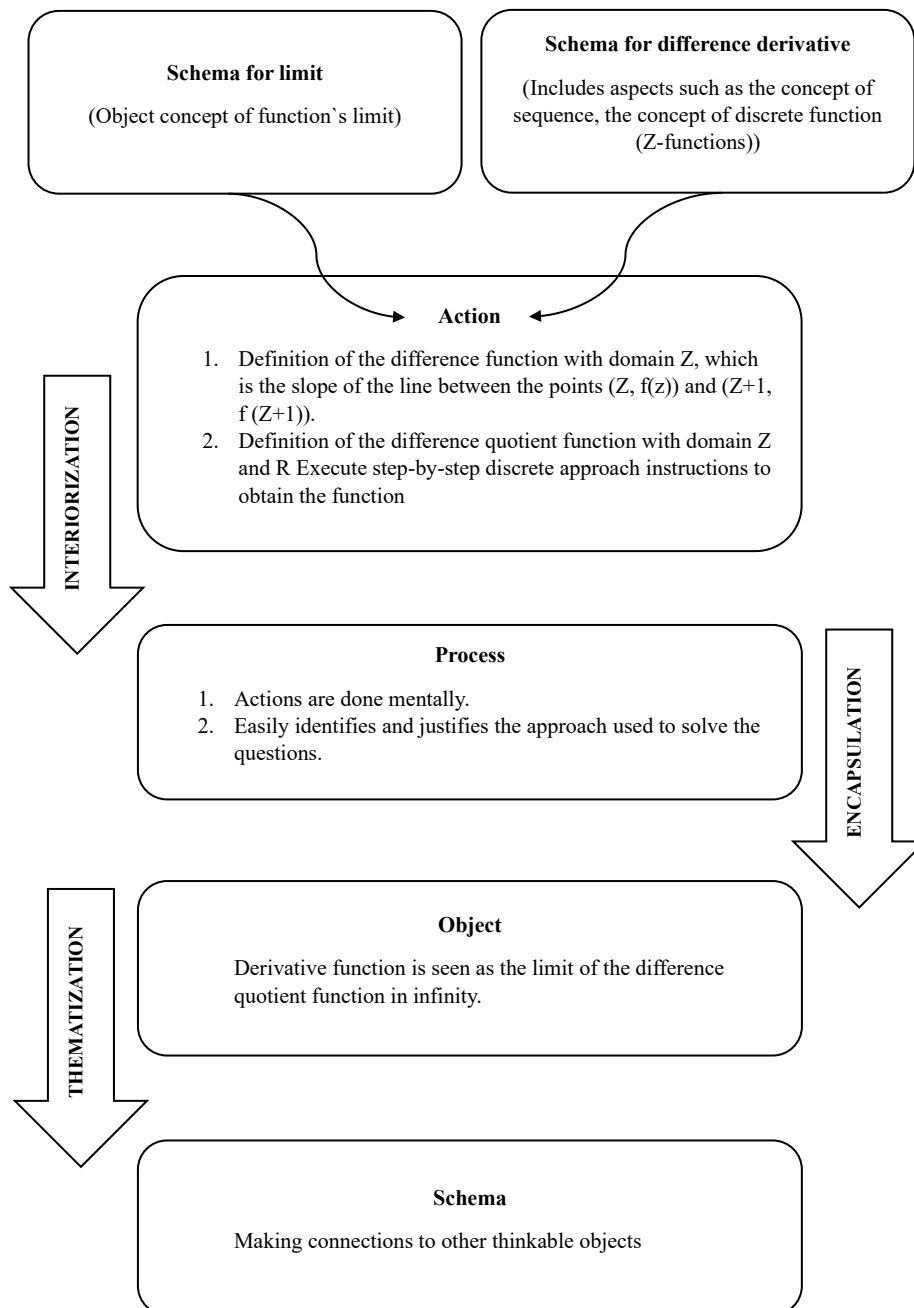 Schema for limit
(Object concept of function`s limit)
Schema for difference derivative
(Includes aspects such as the concept of
sequence, the concept of discrete function
(Z-functions))
Action
1. Definition of the difference function with domain Z, which
is the slope of the line between the points (Z, f(z)) and (Z+1,
f (Z+1)).
2. Definition of the difference quotient function with domain Z
and R Execute step-by-step discrete approach instructions to
obtain the function
INTERIORIZATION
Process
1. Actions are done mentally.
2. Easily identifies and justifies the approach used to solve the
questions.
ENCAPSULATION
Object
Derivative function is seen as the limit of the difference
quotient function in infinity.
THEMATIZATION
Schema
Making connections to other thinkable objects